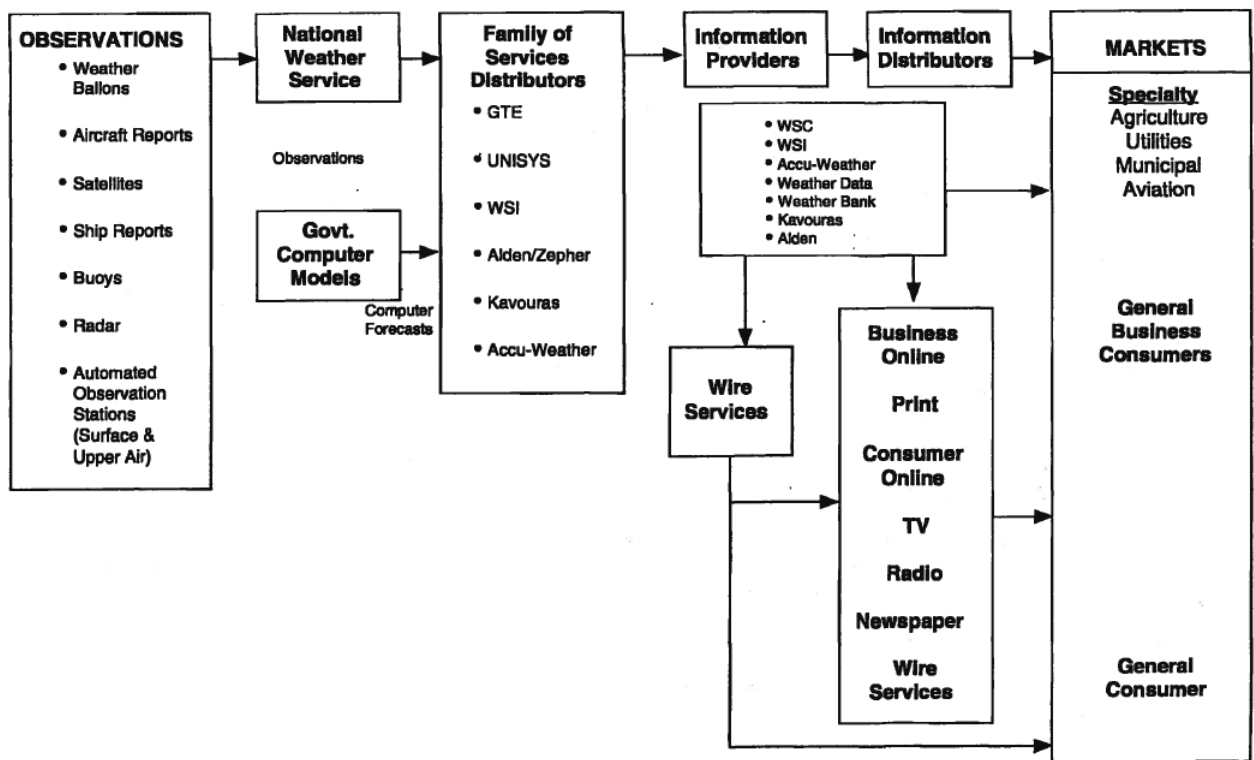 OBSERVATIONS
• Weather
Ballons
• Aircraft Reports
• Satellites
• Ship Reports
• Buoys
• Radar
• Automated
Observation
Stations
(Surface &
Upper Air)
National
Weather
Service
Observations
Govt.
Computer
Models
Computer
Forecasts
Family of
Services
Distributors
• GTE
• UNISYS
• WSI
• Alden/Zepher
• Kavouras
• Accu-Weather
Information
Providers
Information
Distributors
• WSC
• WSI
• Accu-Weather
• Weather Data
• Weather Bank
• Kavouras
• Alden
Wire
Services
Business
Online
Print
Consumer
Online
TV
Radio
Newspaper
Wire
Services
MARKETS
Specialty
Agriculture
Utilities
Municipal
Aviation
General
Business
Consumers
General
Consumer